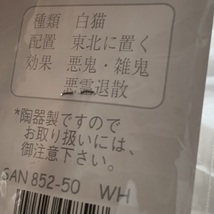 種類 白猫
配置 東北に置く
効果 悪鬼・雑鬼
悪霊退散
*陶器製ですので
お取り扱いには、
御注意下さい。
SAN 852-50 WH